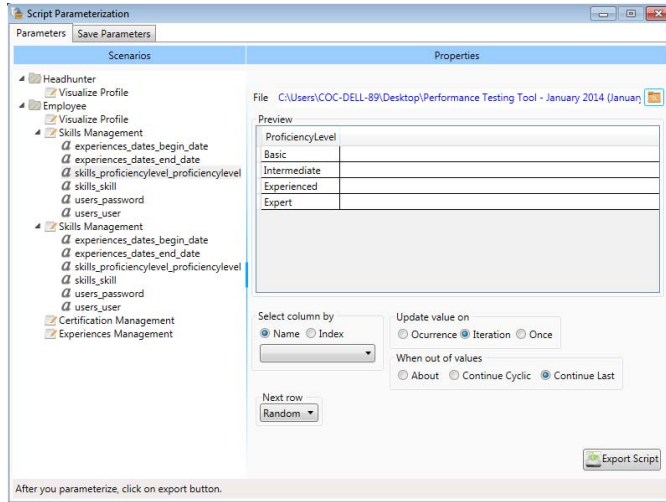 Script Parameterization
Parameters Save Parameters
Scenarios
Properties
Headhunter
Visualize Profile
Employee
Visualize Profile
Skills Management
a experiences_dates_begin_date
a experiences_dates_end_date
a skills_proficiencylevel_proficiencylevel
a skills_skill
a users_password
a users_user
Skills Management
a experiences_dates_begin_date
a experiences_dates_end_date
a skills_proficiencylevel_proficiencylevel
a skills_skill
a users_password
a users_user
Certification Management
Experiences Management
File C:\Users\COC-DELL-89\Desktop\Performance Testing Tool - January 2014 (Januar
Preview
ProficiencyLevel
Basic
Intermediate
Experienced
Expert
Select column by
Name Index
Update value on
Ocurrence Iteration Once
When out of values
About Continue Cyclic Continue Last
Next row
Random
Export Script
After you parameterize, click on export button.